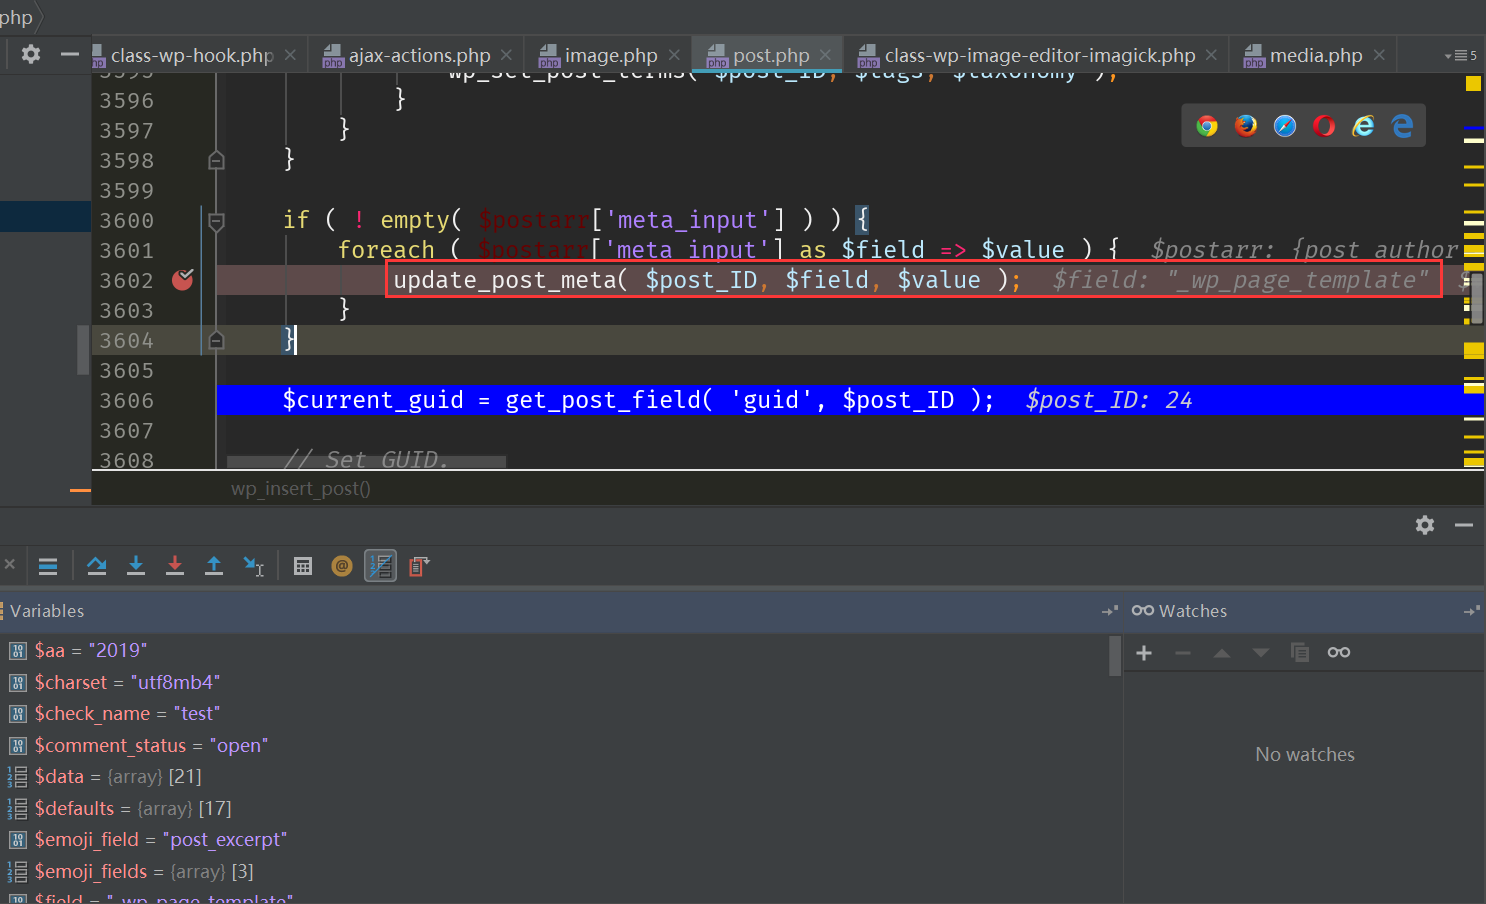 php
class-wp-hook.php
ajax-actions.php
image.php
post.php
class-wp-image-editor-imagick.php
media.php
5
3595 wp_set_post_terms( $post_ID, $tags, $taxonomy );
3596 }
3597 }
3598 }
3599
3600 if ( ! empty( $postarr['meta_input'] ) ) {
3601 foreach ( $postarr['meta_input'] as $field => $value ) { $postarr: {post_author
3602 update_post_meta( $post_ID, $field, $value ); $field: "_wp_page_template" $
3603 }
3604 }
3605
3606 $current_guid = get_post_field( 'guid', $post_ID ); $post_ID: 24
3607
3608 // Set GUID.
wp_insert_post()
Variables
Watches
$aa = "2019"
$charset = "utf8mb4"
$check_name = "test"
$comment_status = "open"
$data = {array} [21]
$defaults = {array} [17]
$emoji_field = "post_excerpt"
$emoji_fields = {array} [3]
$field = "_wp_page_template"
No watches